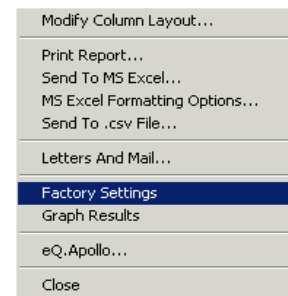 Modify Column Layout...
Print Report...
Send To MS Excel...
MS Excel Formatting Options...
Send To .csv File...
Letters And Mail...
Factory Settings
Graph Results
eQ.Apollo...
Close